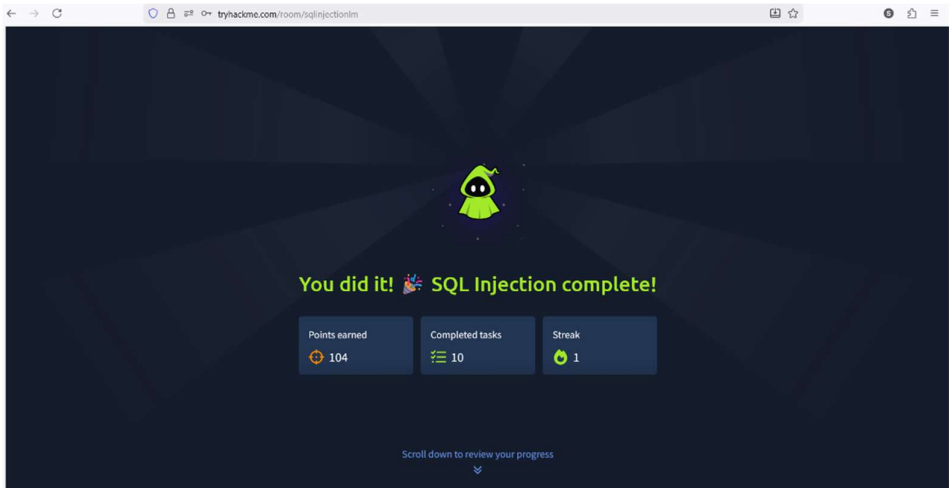 tryhackme.com/room/sqlinjectionlm
S
You did it! 🎉 SQL Injection complete!
Points earned
104
Completed tasks
10
Streak
1
Scroll down to review your progress